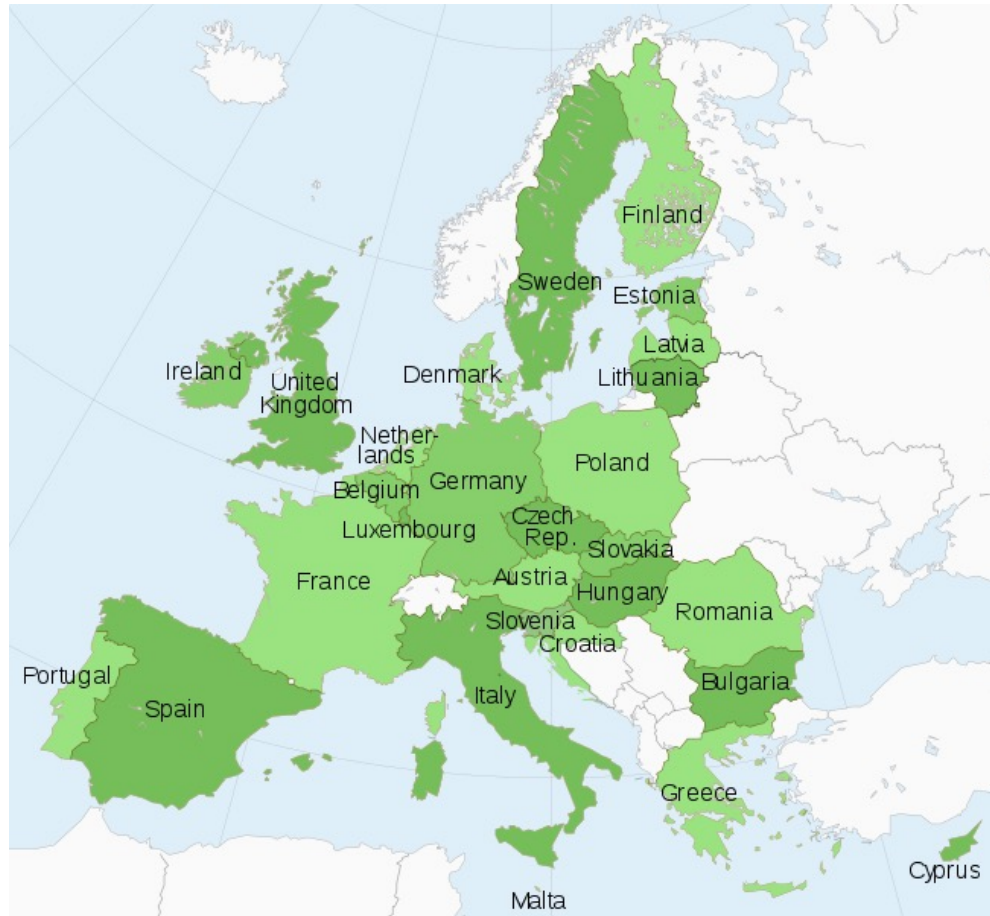 Finland
Sweden
Estonia
Latvia
Lithuania
Denmark
Ireland
United
Kingdom
Nether-
lands
Belgium
Luxembourg
Germany
Poland
Czech
Rep.
Slovakia
Austria
Hungary
France
Slovenia
Croatia
Romania
Portugal
Spain
Italy
Bulgaria
Greece
Cyprus
Malta